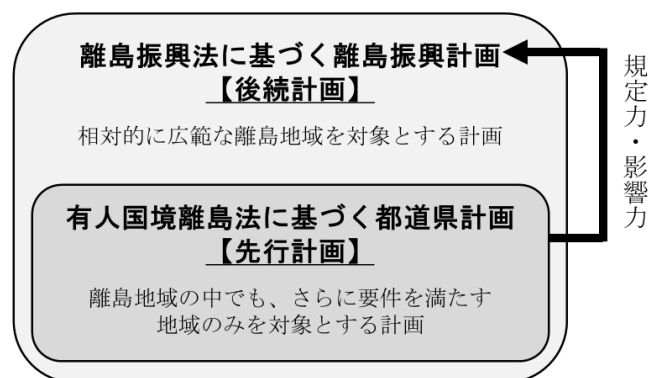 離島振興法に基づく離島振興計画
【後続計画】
相対的に広範な離島地域を対象とする計画
有人国境離島法に基づく都道県計画
【先行計画】
離島地域の中でも、さらに要件を満たす
地域のみを対象とする計画
規定力・影響力